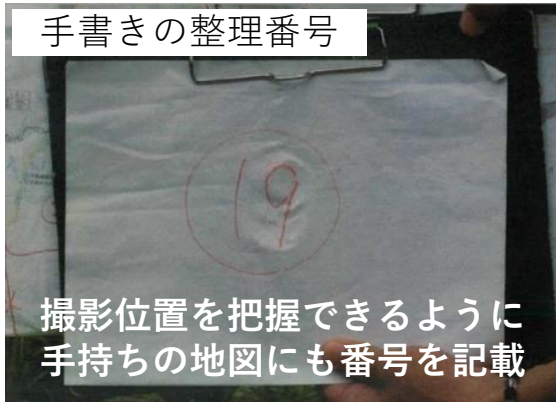 手書きの整理番号
19
撮影位置を把握できるように
手持ちの地図にも番号を記載